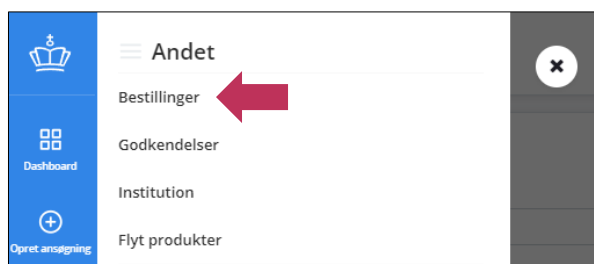 Andet
Bestillinger
Godkendelser
Institution
Flyt produkter
Dashboard
Opret ansøgning